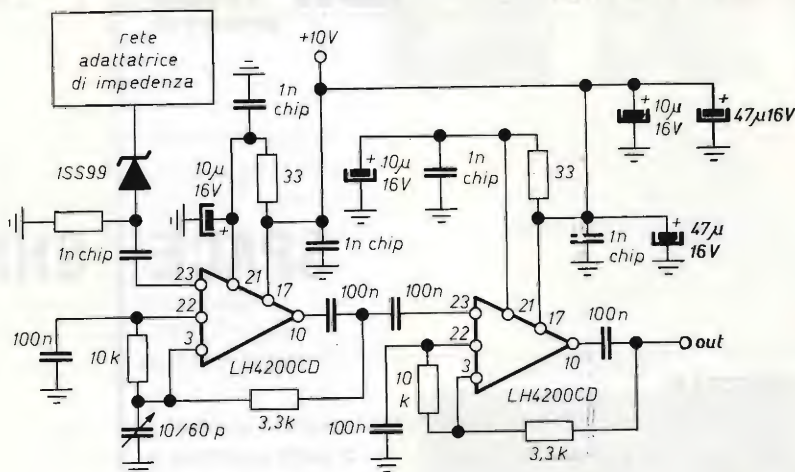 rete
adattatrice
di impedenza
+10V
1n
chip
10µ
16V
47µ16V
1SS99
10µ
16V
33
10µ
16V
1n
chip
33
1n chip
1n chip
1n
chip
47µ
16V
23
22
3
21
17
10
100n
100n
23
22
3
21
17
10
100n
out
100n
10k
LH4200CD
10
k
LH4200CD
10/60 p
3,3k
100n
3,3k